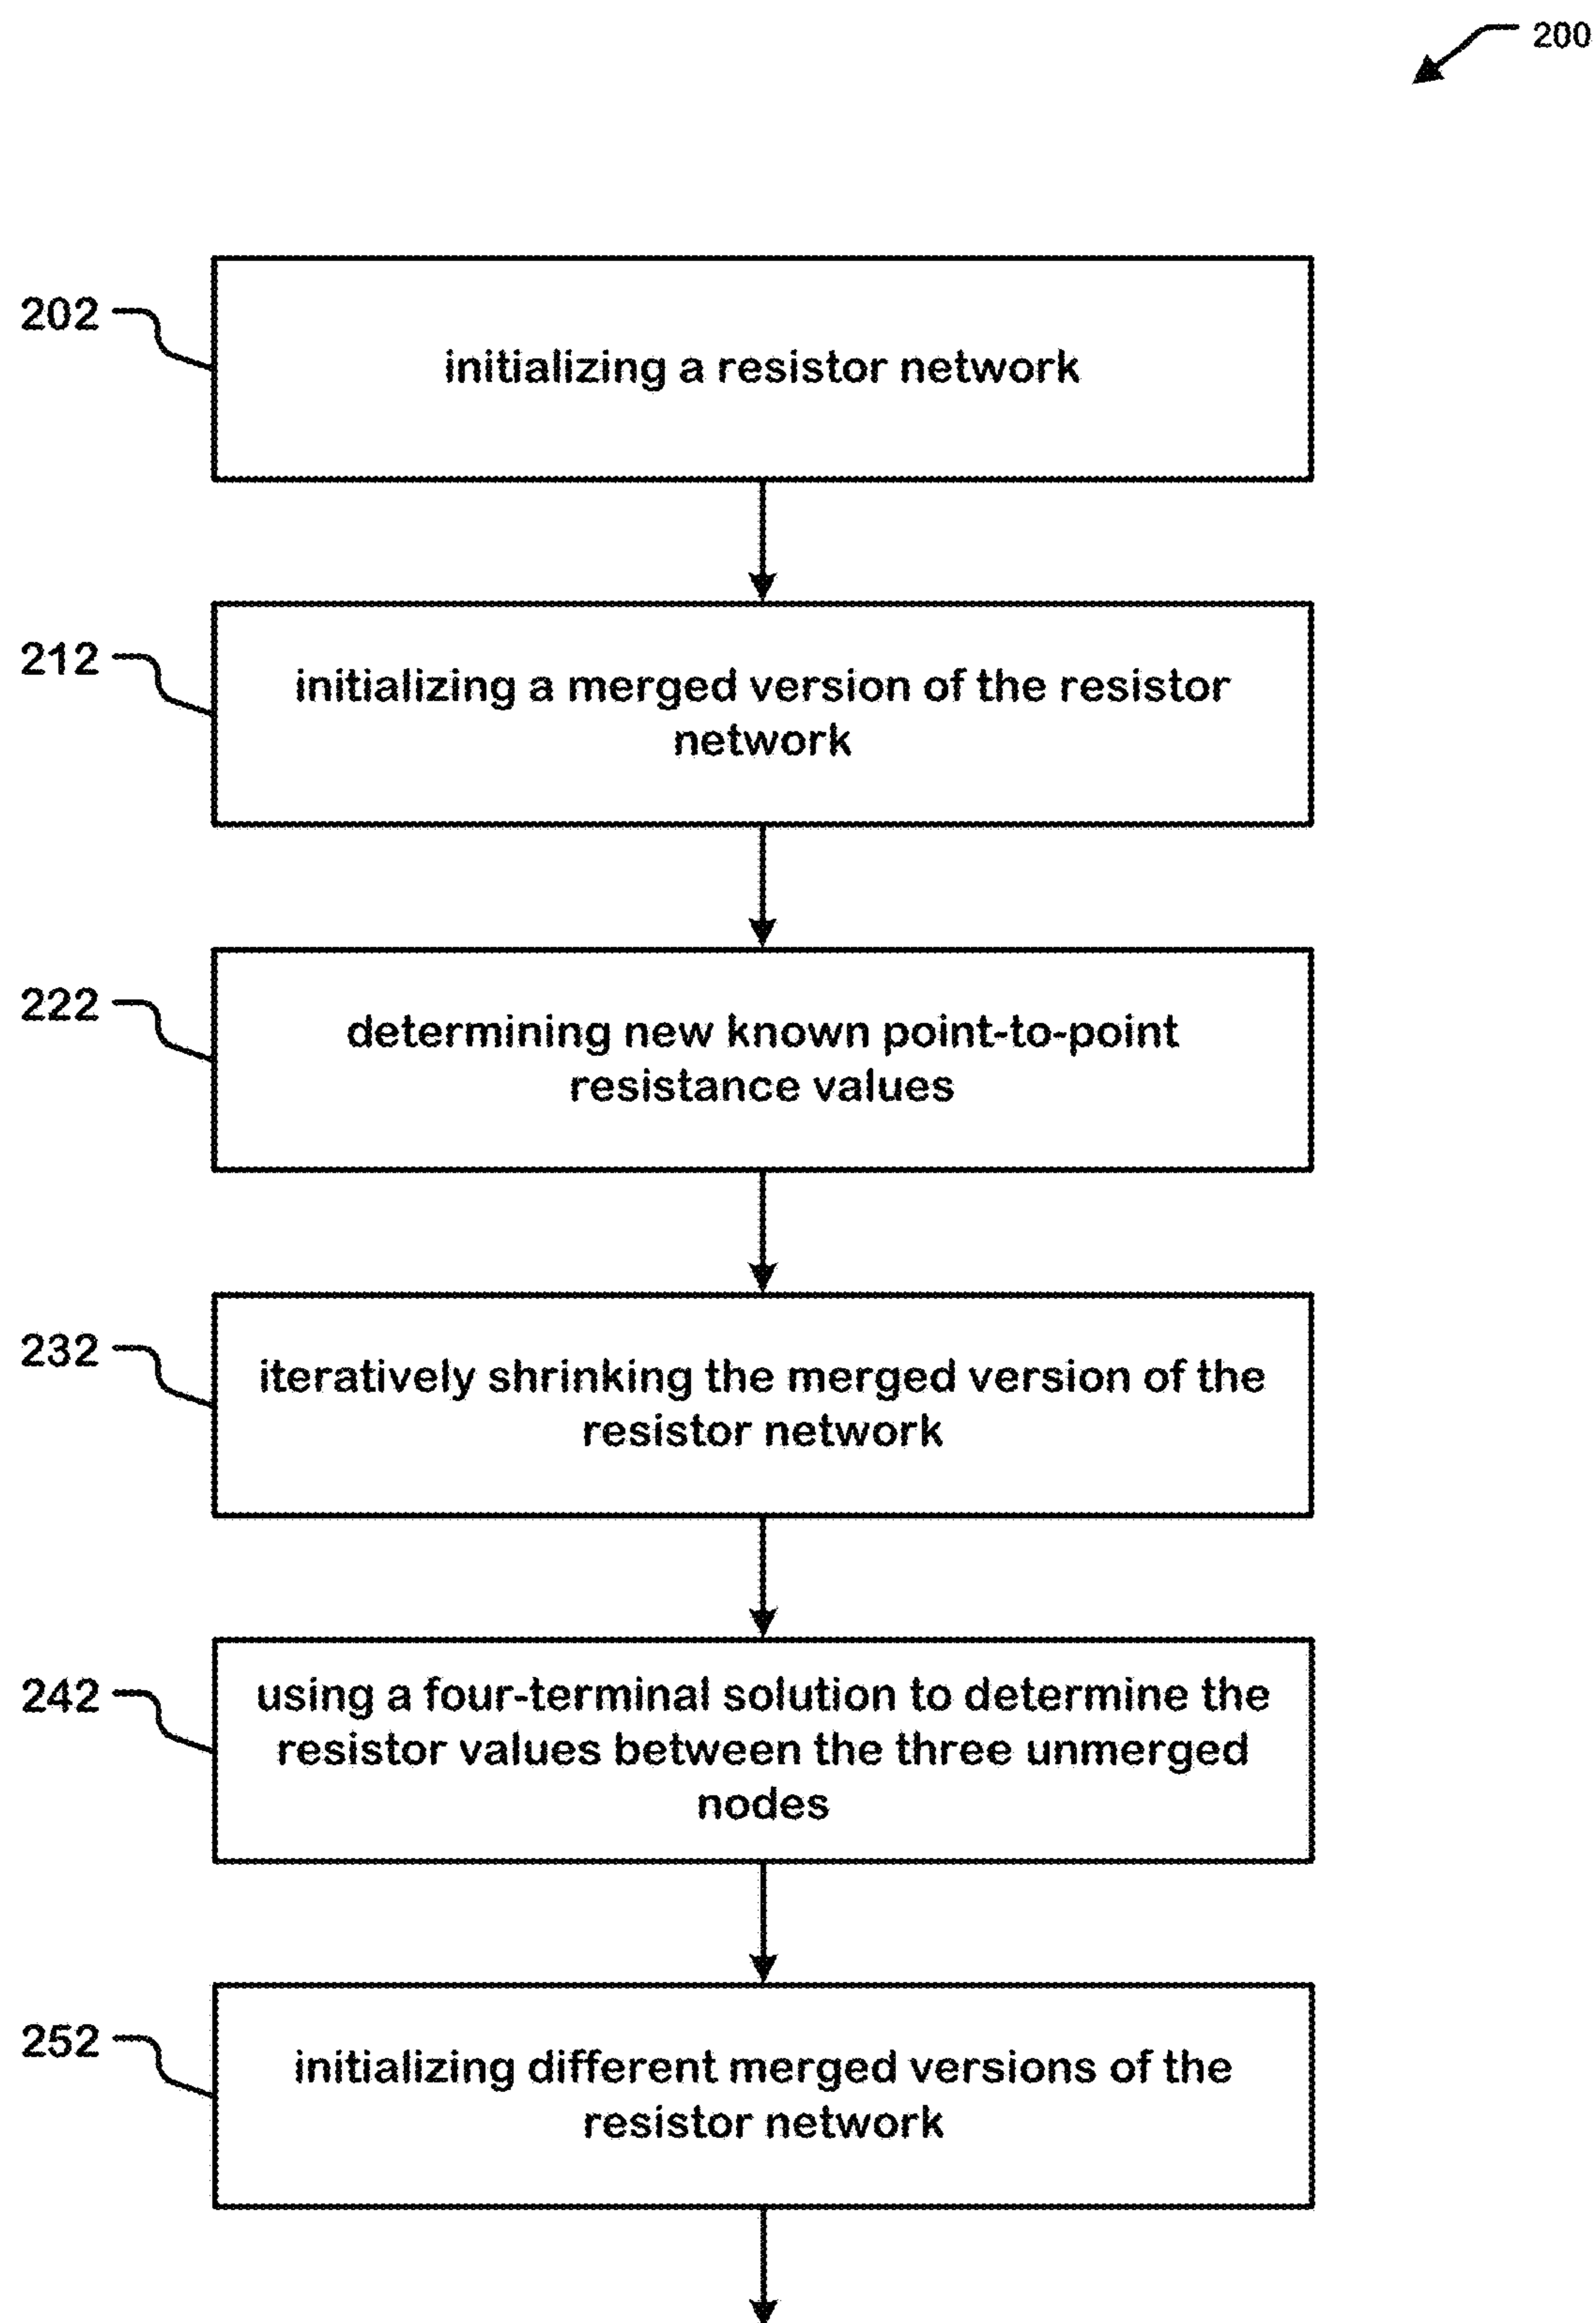 200
202
initializing a resistor network
212
initializing a merged version of the resistor
network
222
determining new known point-to-point
resistance values
232
iteratively shrinking the merged version of the
resistor network
242
using a four-terminal solution to determine the
resistor values between the three unmerged
nodes
252
initializing different merged versions of the
resistor network